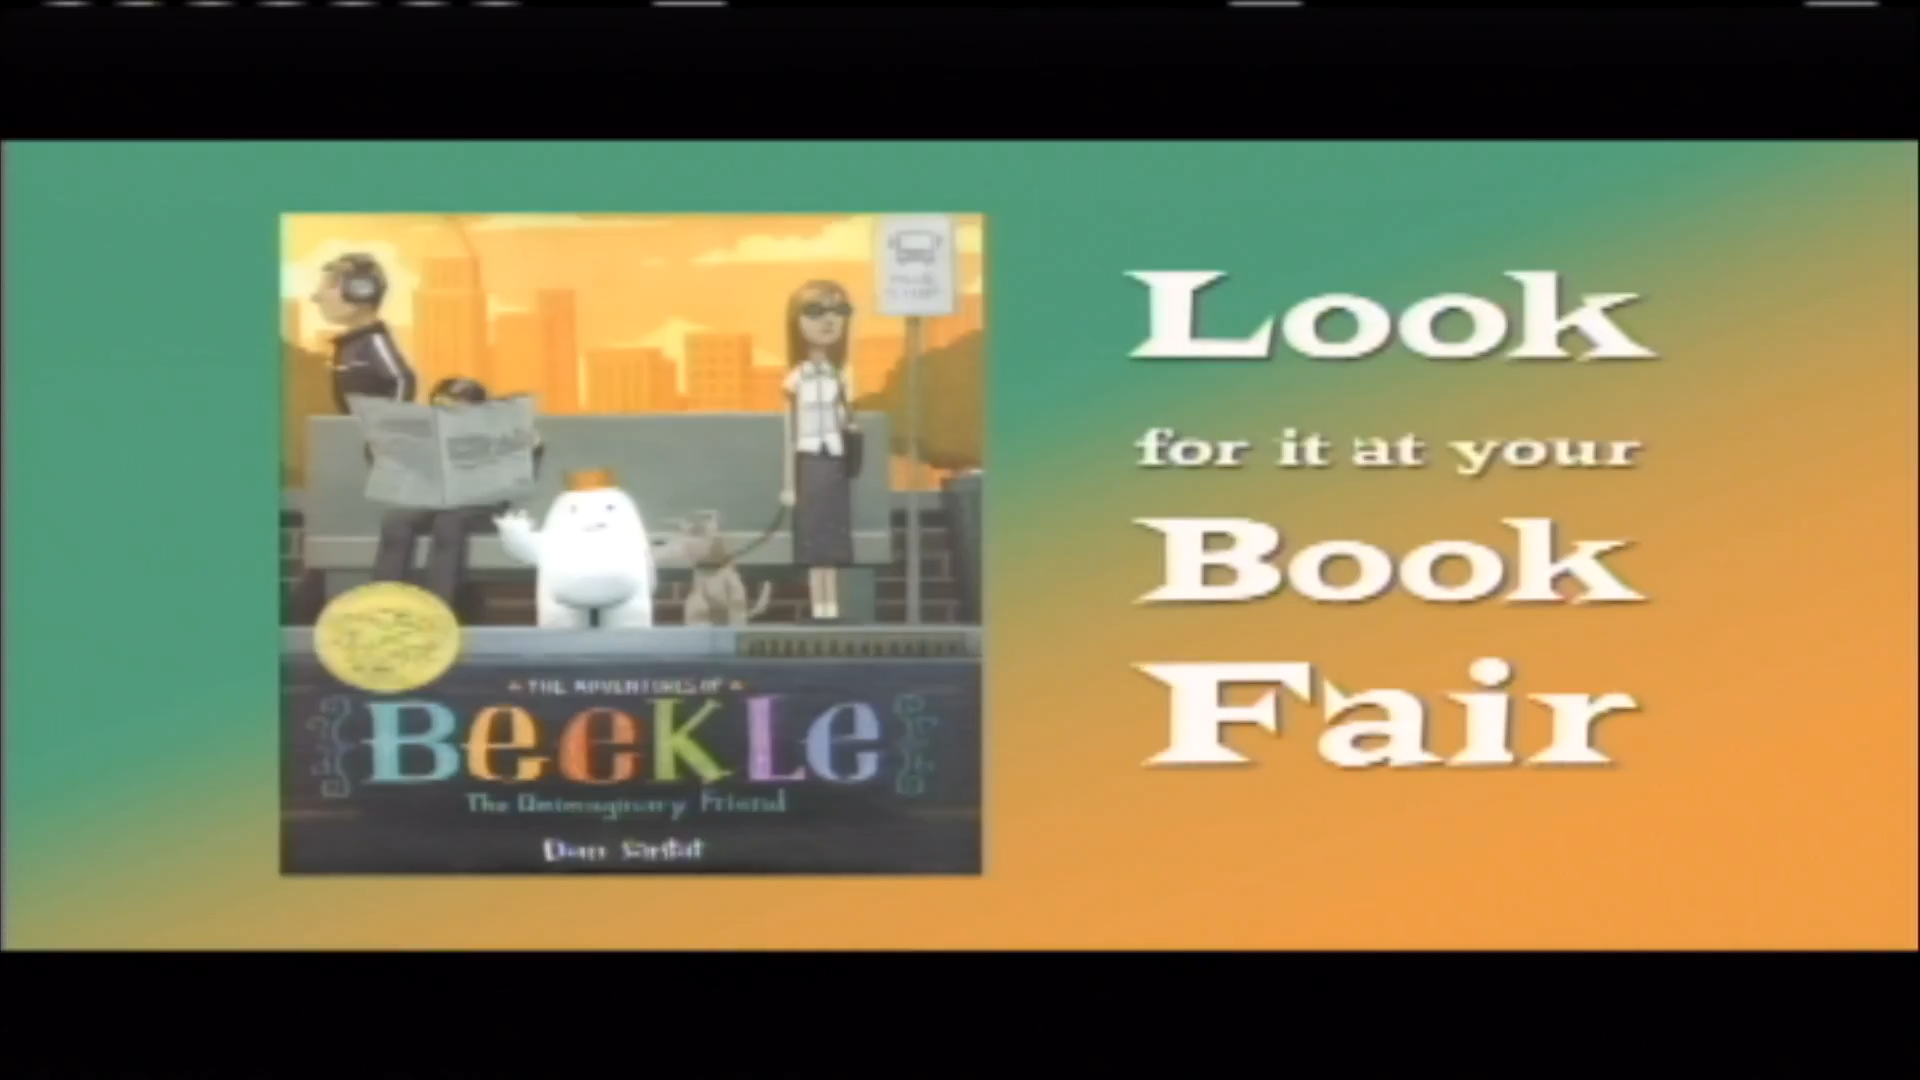 THE ADVENTURES OF
BeeKLe
The Unimaginary Friend
Dan Santat
Look
for it at your
Book
Fair